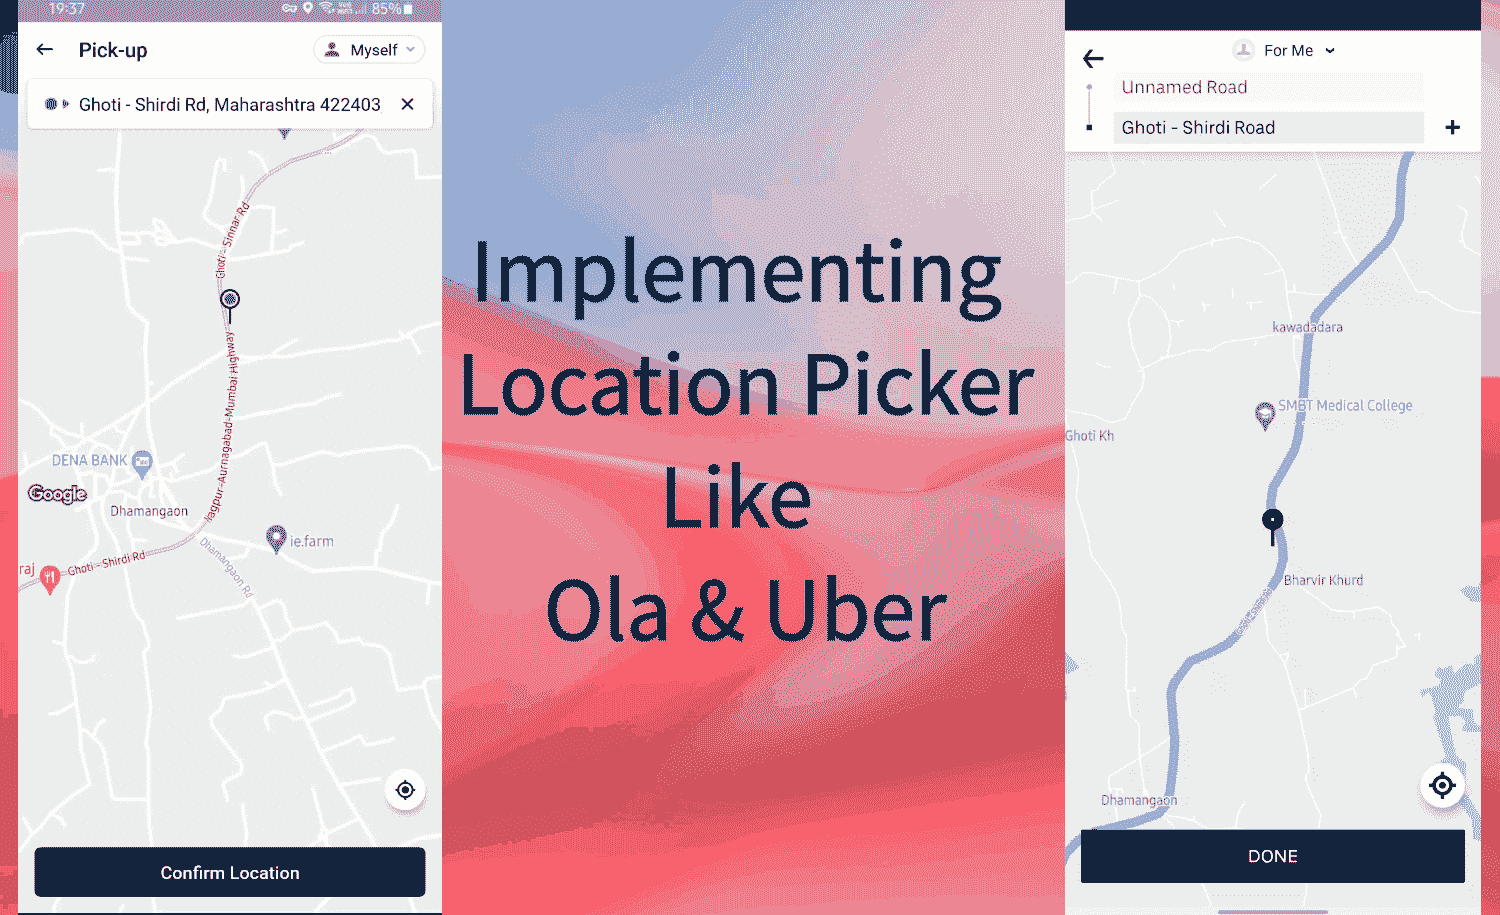 19:37
85%
Pick-up
Myself
Ghoti - Shirdi Rd, Maharashtra 422403
Ghoti - Sinnar Rd
Nagpur-Aurnagabad-Mumbai Highway
DENA BANK
Google
Dhamangaon
ie.farm
raj
Ghoti - Shirdi Rd
Dhamangaon Rd
Confirm Location
Implementing
Location Picker
Like
Ola & Uber
For Me
Unnamed Road
Ghoti - Shirdi Road
kawadadara
SMBT Medical College
Ghoti Kh
Bharvir Khurd
Dhamangaon
DONE